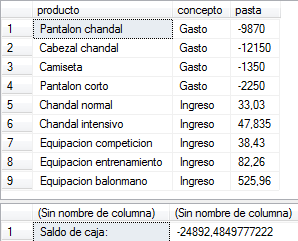 producto concepto pasta
1 Pantalon chandal Gasto -9870
2 Cabezal chandal Gasto -12150
3 Camiseta Gasto -1350
4 Pantalon corto Gasto -2250
5 Chandal normal Ingreso 33,03
6 Chandal intensivo Ingreso 47,835
7 Equipacion competicion Ingreso 38,43
8 Equipacion entrenamiento Ingreso 82,26
9 Equipacion balonmano Ingreso 525,96
(Sin nombre de columna) (Sin nombre de columna)
1 Saldo de caja: -24892,4849777222